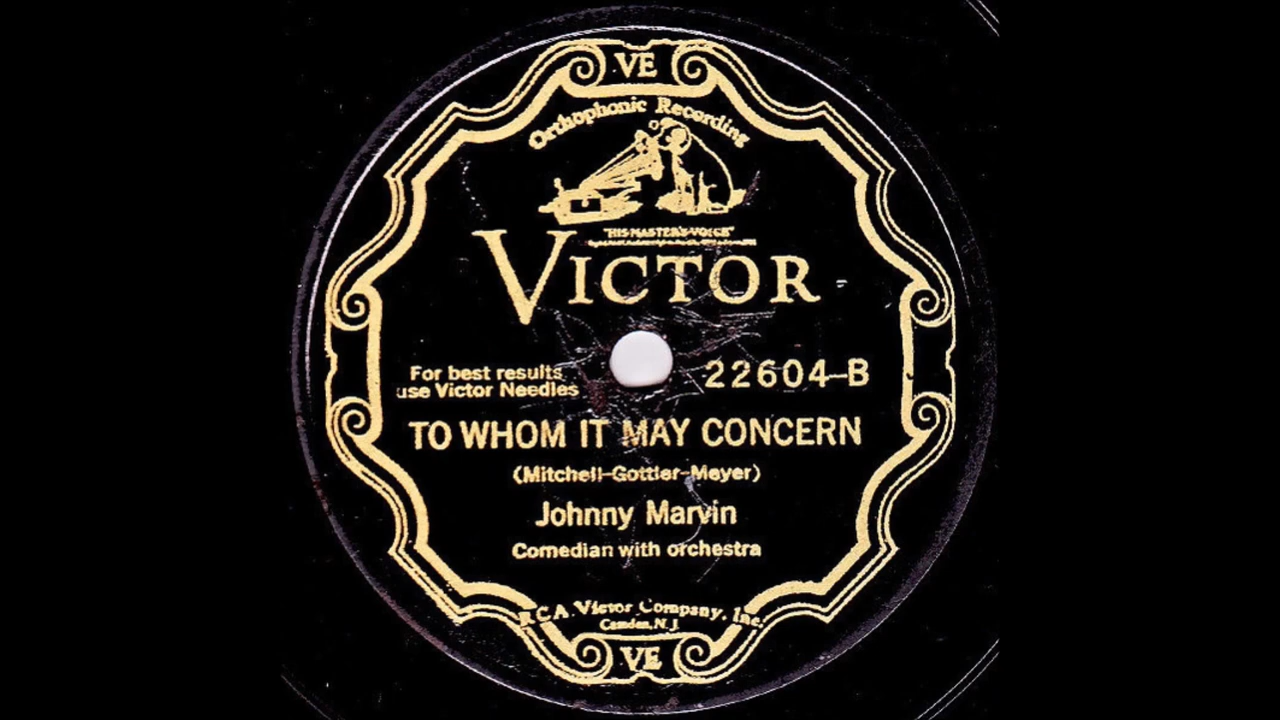 VE
Orthophonic Recording
"HIS MASTER'S VOICE"
VICTOR
For best results
use Victor Needles
22604-B
TO WHOM IT MAY CONCERN
(Mitchell-Gottler-Meyer)
Johnny Marvin
Comedian with orchestra
RCA Victor Company, Inc.
Camden, N.J.
VE